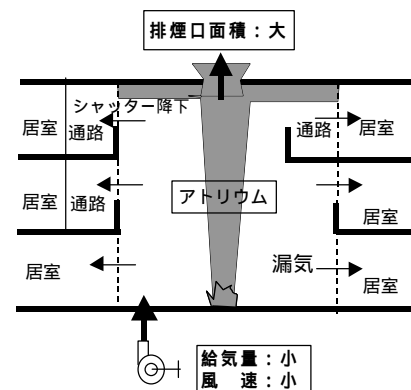 排煙口面積：大
シャッター降下
居室 通路 通路 居室
居室 通路 アトリウム 居室
居室 漏気 居室
給気量：小
風　速：小